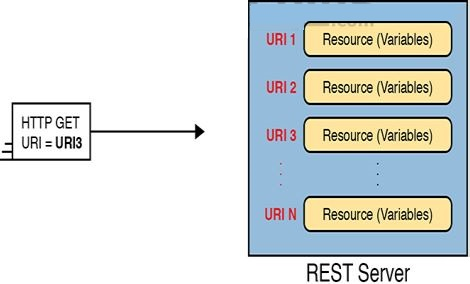 URI 1 Resource (Variables)
URI 2 Resource (Variables)
HTTP GET
URI = URI3
URI 3 Resource (Variables)
URI N Resource (Variables)
REST Server